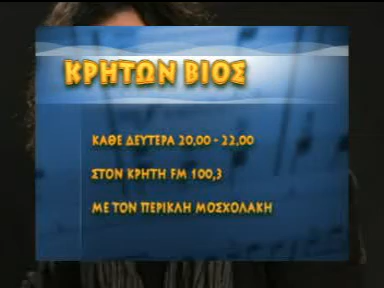 ΚΡΗΤΩΝ ΒΙΟΣ
ΚΑΘΕ ΔΕΥΤΕΡΑ 20,00 - 22,00
ΣΤΟΝ ΚΡΗΤΗ FM 100,3
ΜΕ ΤΟΝ ΠΕΡΙΚΛΗ ΜΟΣΧΟΛΑΚΗ